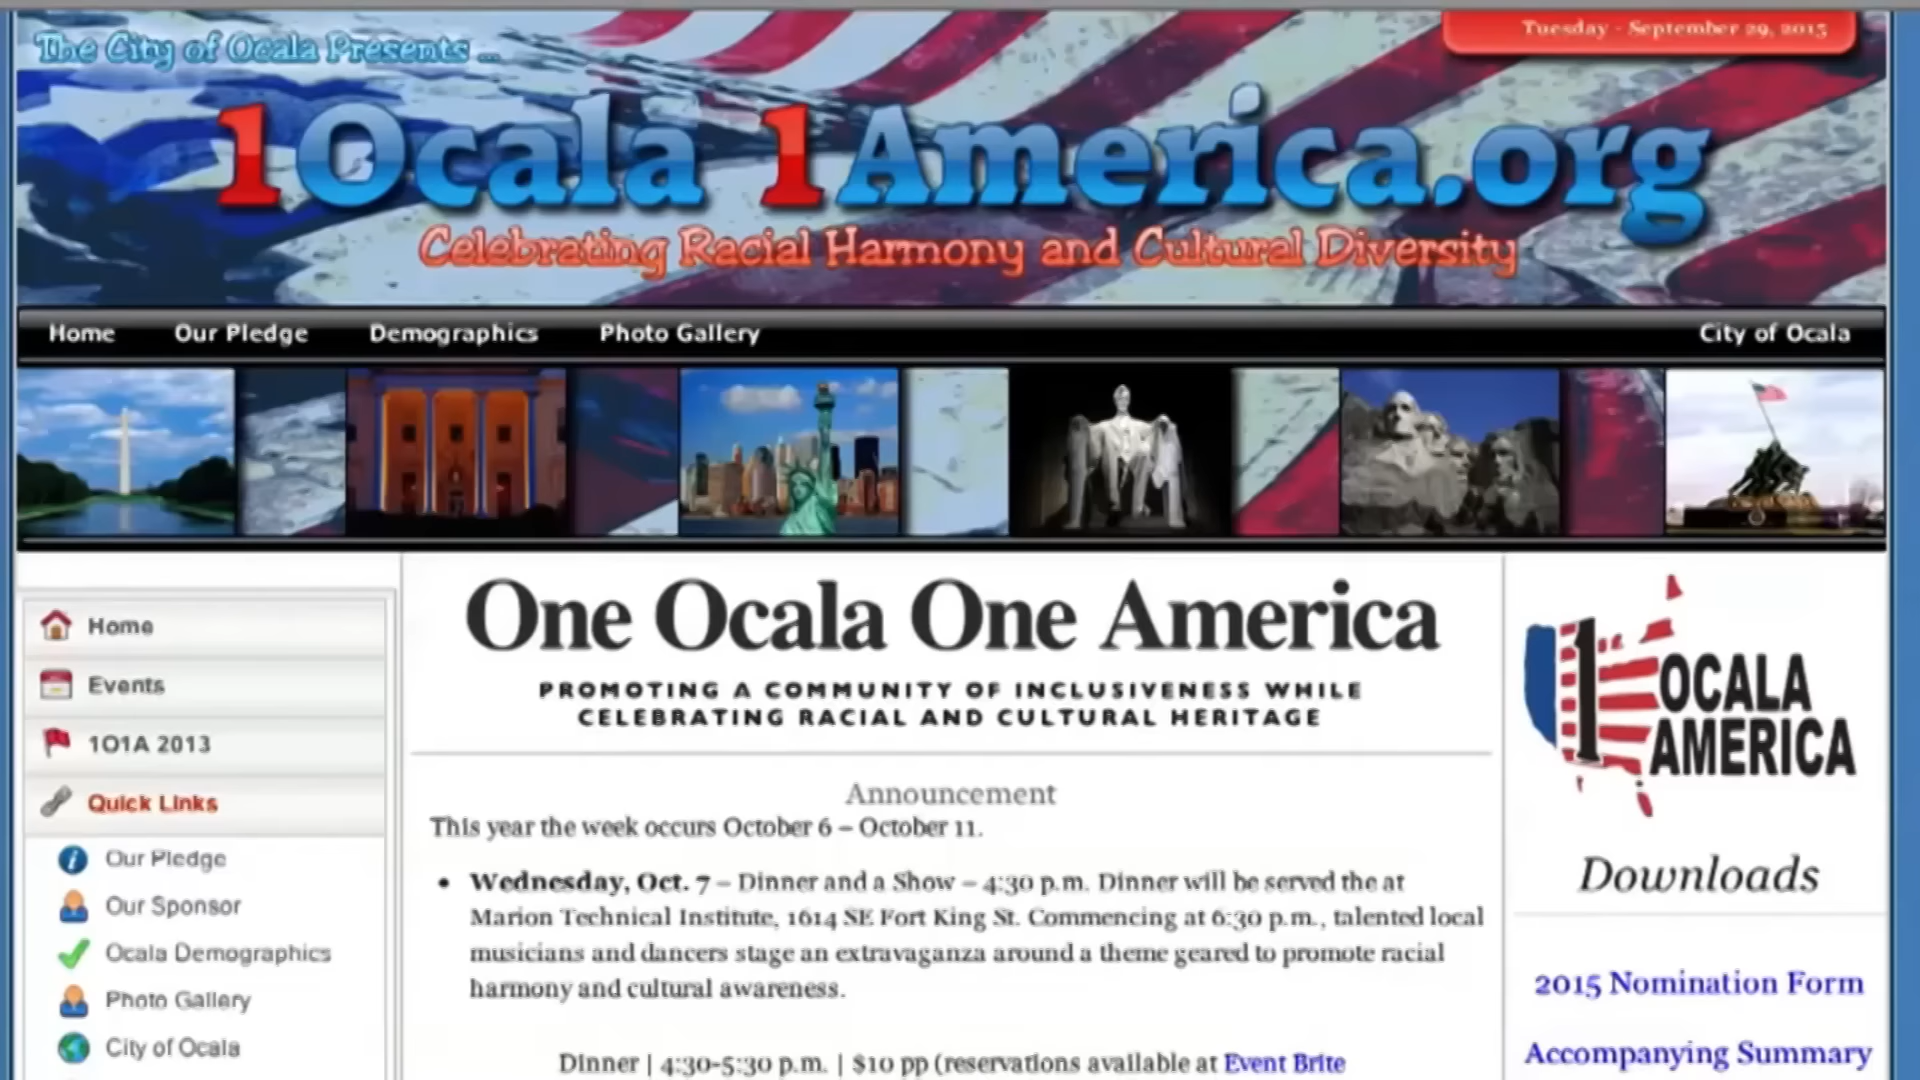 The City of Ocala Presents ...
Tuesday - September 29, 2015
1Ocala 1America.org
Celebrating Racial Harmony and Cultural Diversity
Home Our Pledge Demographics Photo Gallery City of Ocala
Home
Events
1O1A 2013
Quick Links
Our Pledge
Our Sponsor
Ocala Demographics
Photo Gallery
City of Ocala
One Ocala One America
PROMOTING A COMMUNITY OF INCLUSIVENESS WHILE
CELEBRATING RACIAL AND CULTURAL HERITAGE
Announcement
This year the week occurs October 6 – October 11.
• Wednesday, Oct. 7 – Dinner and a Show – 4:30 p.m. Dinner will be served the at
Marion Technical Institute, 1614 SE Fort King St. Commencing at 6:30 p.m., talented local
musicians and dancers stage an extravaganza around a theme geared to promote racial
harmony and cultural awareness.
Dinner | 4:30-5:30 p.m. | $10 pp (reservations available at Event Brite
1 OCALA
AMERICA
Downloads
2015 Nomination Form
Accompanying Summary